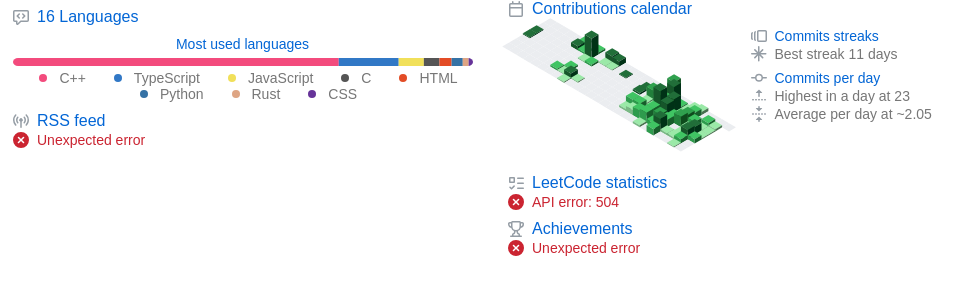 16 Languages
Most used languages
C++ TypeScript JavaScript C HTML
Python Rust CSS
RSS feed
Unexpected error
Contributions calendar
Commits streaks
Best streak 11 days
Commits per day
Highest in a day at 23
Average per day at ~2.05
LeetCode statistics
API error: 504
Achievements
Unexpected error